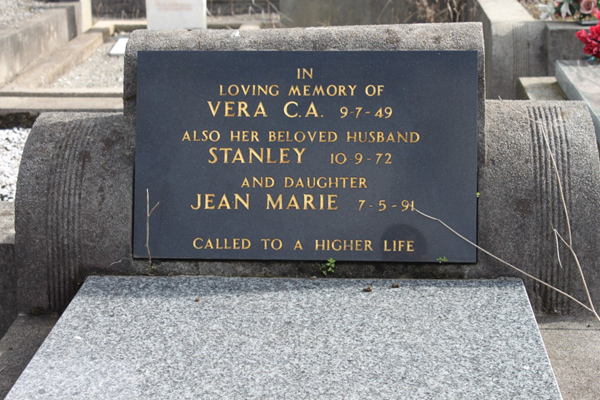 IN
LOVING MEMORY OF
VERA C.A. 9-7-49
ALSO HER BELOVED HUSBAND
STANLEY 10-9-72
AND DAUGHTER
JEAN MARIE 7-5-91
CALLED TO A HIGHER LIFE